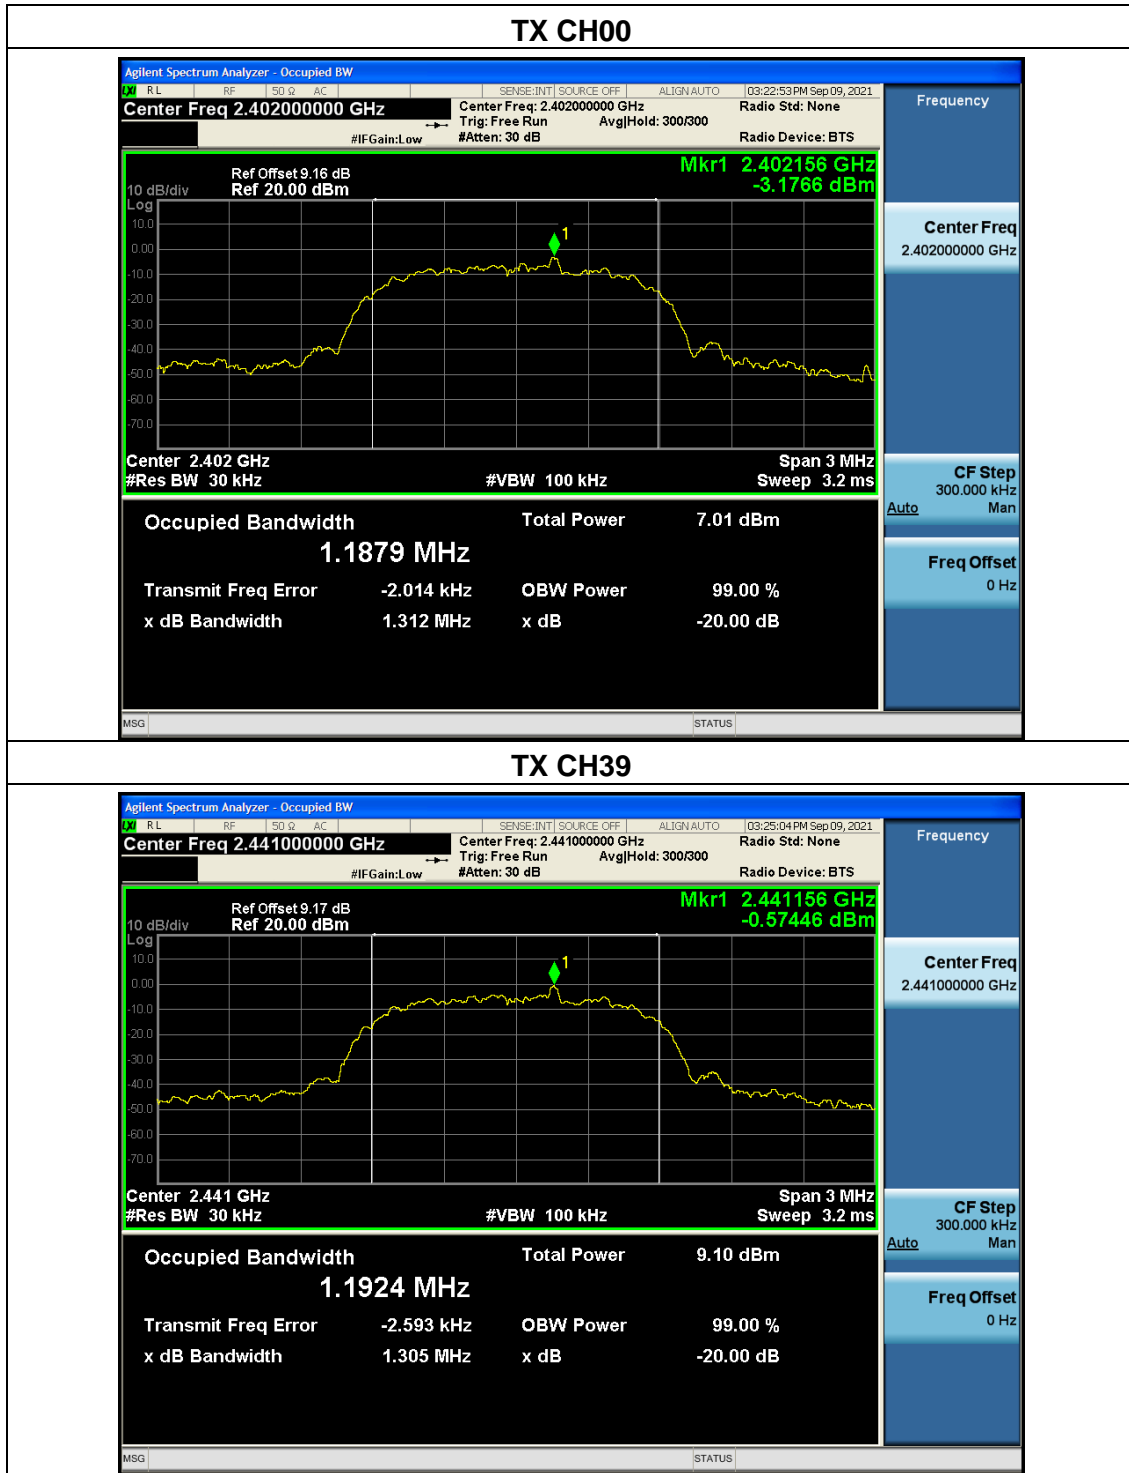 TX CH00
Agilent Spectrum Analyzer - Occupied BW
LXI RL RF 50 Ω AC SENSE:INT SOURCE OFF ALIGN AUTO 03:22:53 PM Sep 09, 2021
Center Freq 2.402000000 GHz
Center Freq: 2.402000000 GHz Radio Std: None
Trig: Free Run Avg|Hold: 300/300
#IFGain:Low #Atten: 30 dB Radio Device: BTS
Frequency
Mkr1 2.402156 GHz
-3.1766 dBm
Ref Offset 9.16 dB
10 dB/div Ref 20.00 dBm
Log
10.0
0.00
-10.0
-20.0
-30.0
-40.0
-50.0
-60.0
-70.0
1
Center Freq
2.402000000 GHz
Center 2.402 GHz Span 3 MHz
#Res BW 30 kHz #VBW 100 kHz Sweep 3.2 ms
CF Step
300.000 kHz
Auto Man
Occupied Bandwidth Total Power 7.01 dBm
1.1879 MHz
Transmit Freq Error -2.014 kHz OBW Power 99.00 %
x dB Bandwidth 1.312 MHz x dB -20.00 dB
Freq Offset
0 Hz
MSG STATUS
TX CH39
Agilent Spectrum Analyzer - Occupied BW
LXI RL RF 50 Ω AC SENSE:INT SOURCE OFF ALIGN AUTO 03:25:04 PM Sep 09, 2021
Center Freq 2.441000000 GHz
Center Freq: 2.441000000 GHz Radio Std: None
Trig: Free Run Avg|Hold: 300/300
#IFGain:Low #Atten: 30 dB Radio Device: BTS
Frequency
Mkr1 2.441156 GHz
-0.57446 dBm
Ref Offset 9.17 dB
10 dB/div Ref 20.00 dBm
Log
10.0
0.00
-10.0
-20.0
-30.0
-40.0
-50.0
-60.0
-70.0
1
Center Freq
2.441000000 GHz
Center 2.441 GHz Span 3 MHz
#Res BW 30 kHz #VBW 100 kHz Sweep 3.2 ms
CF Step
300.000 kHz
Auto Man
Occupied Bandwidth Total Power 9.10 dBm
1.1924 MHz
Transmit Freq Error -2.593 kHz OBW Power 99.00 %
x dB Bandwidth 1.305 MHz x dB -20.00 dB
Freq Offset
0 Hz
MSG STATUS